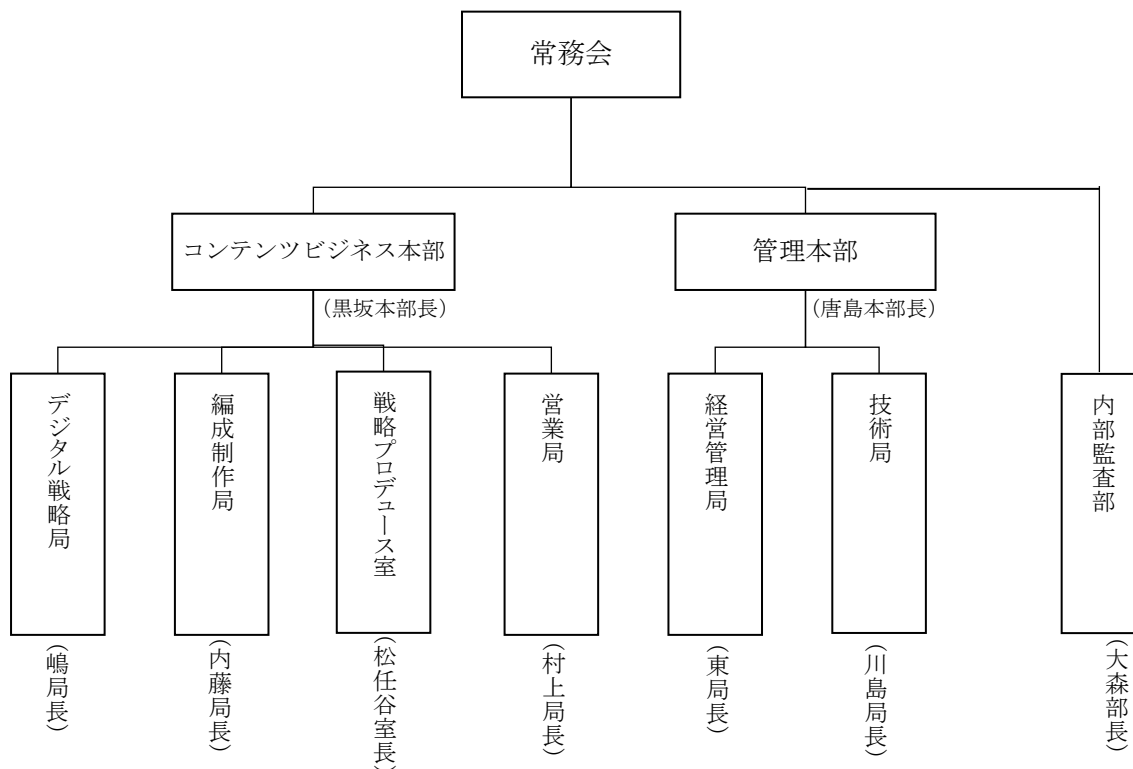 常務会
コンテンツビジネス本部
(黒坂本部長)
管理本部
(唐島本部長)
デジタル戦略局
(嶋局長)
編成制作局
(内藤局長)
戦略プロデュース室
(松任谷室長)
営業局
(村上局長)
経営管理局
(東局長)
技術局
(川島局長)
内部監査部
(大森部長)